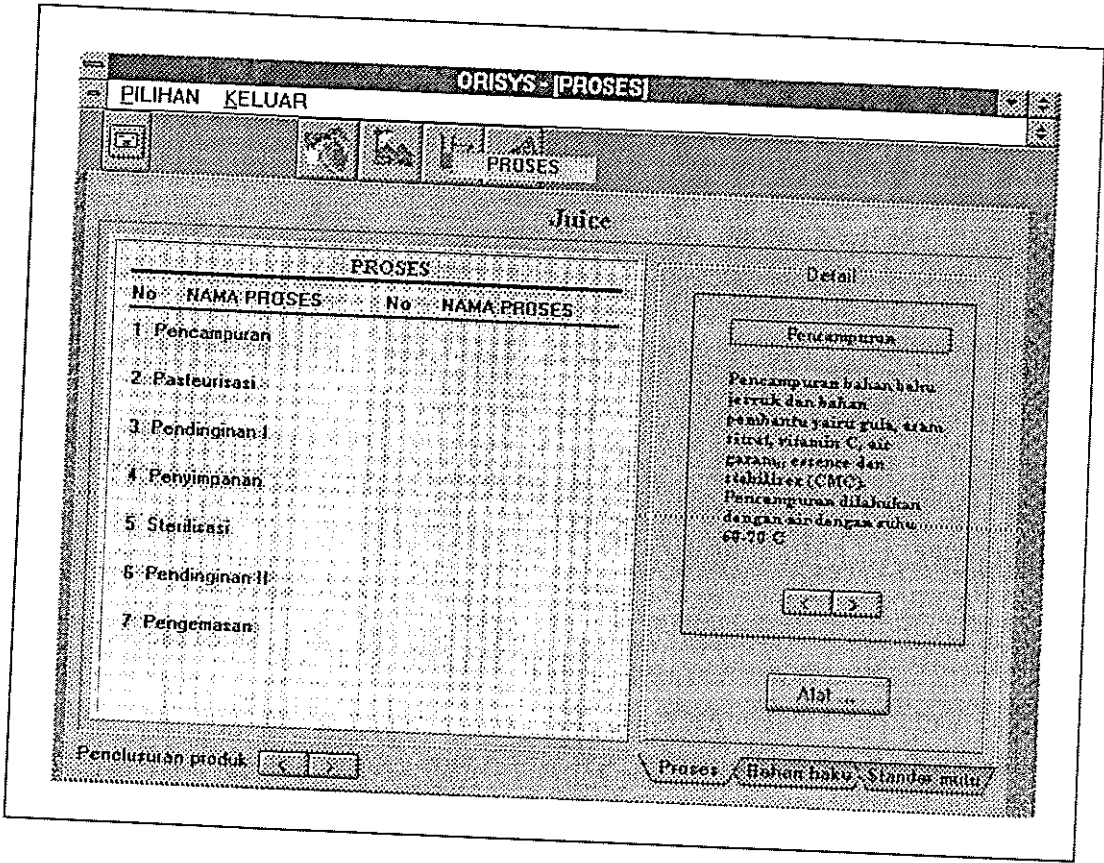 ORISYS - [PROSES]
PILIHAN KELUAR
PROSES
Juice
PROSES
No NAMA PROSES No NAMA PROSES
1 Pencampuran
2 Pasteurisasi
3 Pendinginan I
4 Penyimpanan
5 Sterilisasi
6 Pendinginan II
7 Pengemasan
Detail
Pencampuran
Pencampuran bahan baku
jerruk dan bahan
pembantu yairu gula, asam
sitrat, vitamin C, air
garam, essence dan
stabilirer (CMC).
Pencampuran dilakukan
dengan air dengan suhu
60-70 C
< >
Alat ...
Penelusuran produk < >
Proses Bahan baku Standar mutu